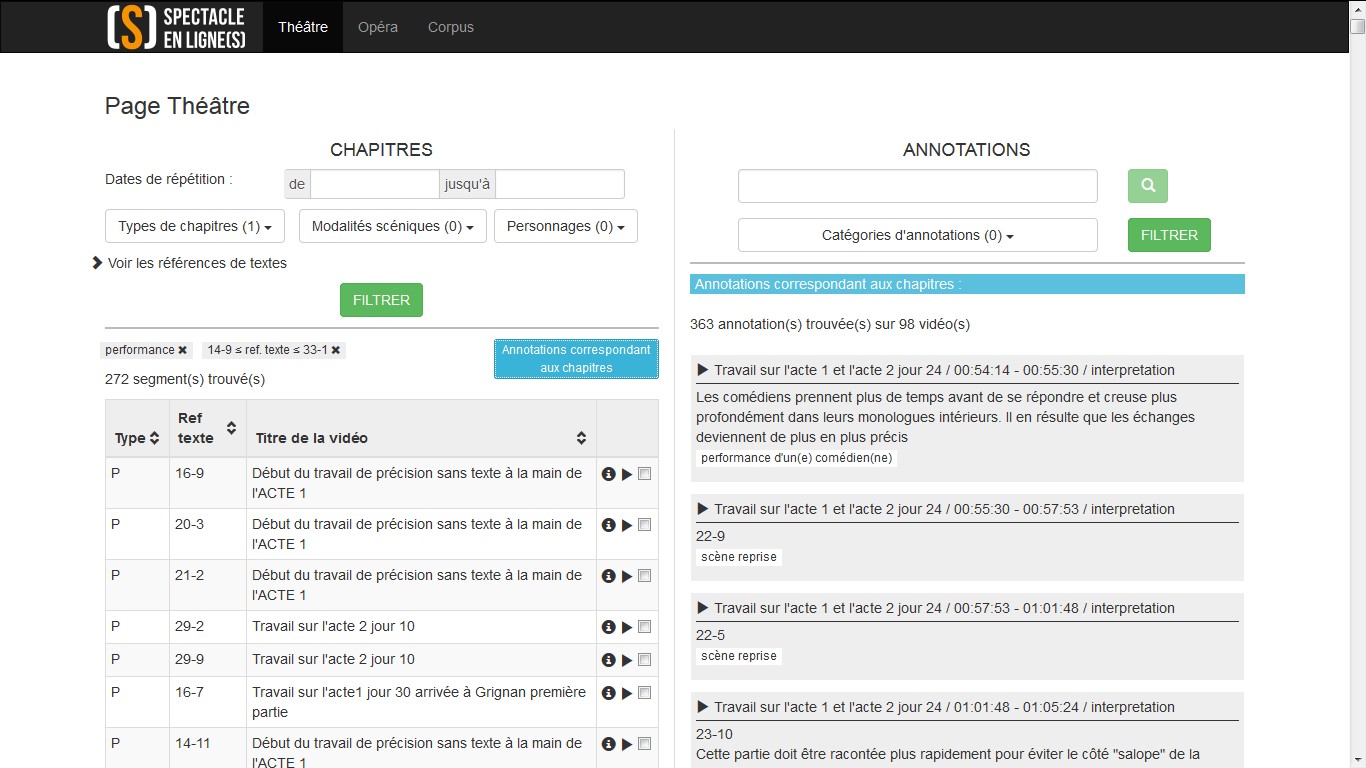 (S) SPECTACLE
EN LIGNE(S)
Théâtre Opéra Corpus
Page Théâtre
CHAPITRES
Dates de répétition : de jusqu'à
Types de chapitres (1) Modalités scéniques (0) Personnages (0)
Voir les références de textes
FILTRER
performance ✖ 14-9 ≤ ref. texte ≤ 33-1 ✖
Annotations correspondant
aux chapitres
272 segment(s) trouvé(s)
Type Ref
texte Titre de la vidéo
P 16-9 Début du travail de précision sans texte à la main de
l'ACTE 1
P 20-3 Début du travail de précision sans texte à la main de
l'ACTE 1
P 21-2 Début du travail de précision sans texte à la main de
l'ACTE 1
P 29-2 Travail sur l'acte 2 jour 10
P 29-9 Travail sur l'acte 2 jour 10
P 16-7 Travail sur l'acte1 jour 30 arrivée à Grignan première
partie
P 14-11 Début du travail de précision sans texte à la main de
l'ACTE 1
ANNOTATIONS
Catégories d'annotations (0) FILTRER
Annotations correspondant aux chapitres :
363 annotation(s) trouvée(s) sur 98 vidéo(s)
Travail sur l'acte 1 et l'acte 2 jour 24 / 00:54:14 - 00:55:30 / interpretation
Les comédiens prennent plus de temps avant de se répondre et creuse plus
profondément dans leurs monologues intérieurs. Il en résulte que les échanges
deviennent de plus en plus précis
performance d'un(e) comédien(ne)
Travail sur l'acte 1 et l'acte 2 jour 24 / 00:55:30 - 00:57:53 / interpretation
22-9
scène reprise
Travail sur l'acte 1 et l'acte 2 jour 24 / 00:57:53 - 01:01:48 / interpretation
22-5
scène reprise
Travail sur l'acte 1 et l'acte 2 jour 24 / 01:01:48 - 01:05:24 / interpretation
23-10
Cette partie doit être racontée plus rapidement pour éviter le côté "salope" de la